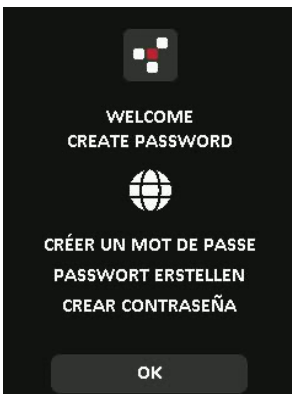 WELCOME
CREATE PASSWORD
CRÉER UN MOT DE PASSE
PASSWORT ERSTELLEN
CREAR CONTRASEÑA
OK